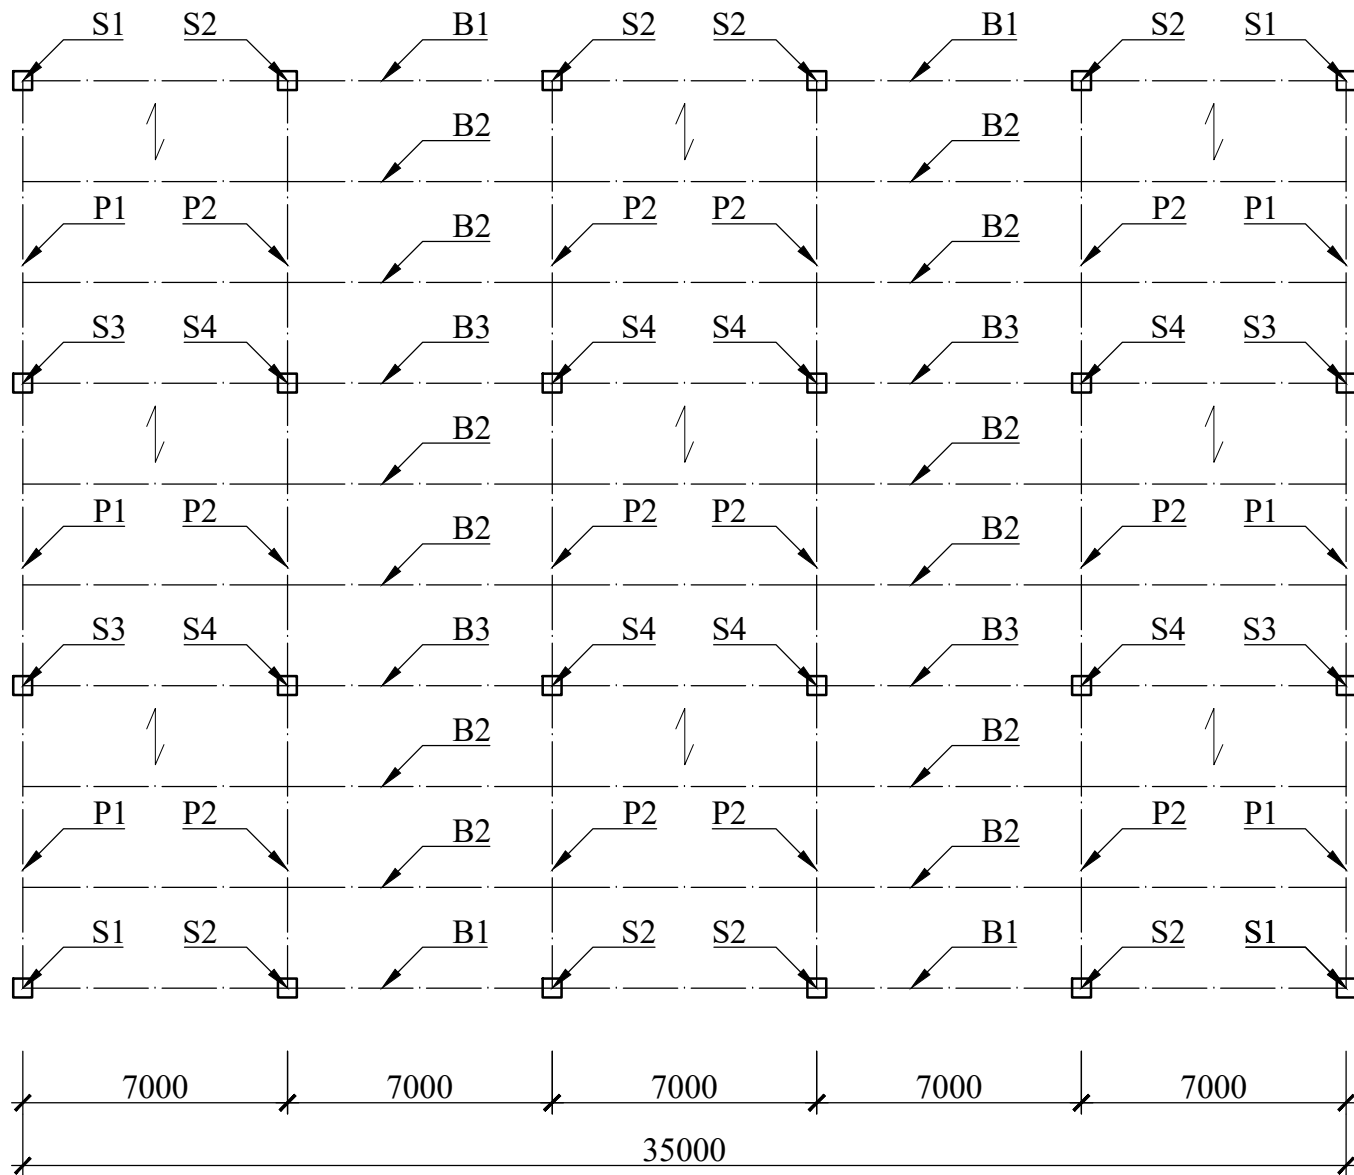 S1 S2 B1 S2 S2 B1 S2 S1
B2 B2
P1 P2 P2 P2 P2 P1
B2 B2
S3 S4 B3 S4 S4 B3 S4 S3
B2 B2
P1 P2 P2 P2 P2 P1
B2 B2
S3 S4 B3 S4 S4 B3 S4 S3
B2 B2
P1 P2 P2 P2 P2 P1
B2 B2
S1 S2 B1 S2 S2 B1 S2 S1
7000 7000 7000 7000 7000
35000